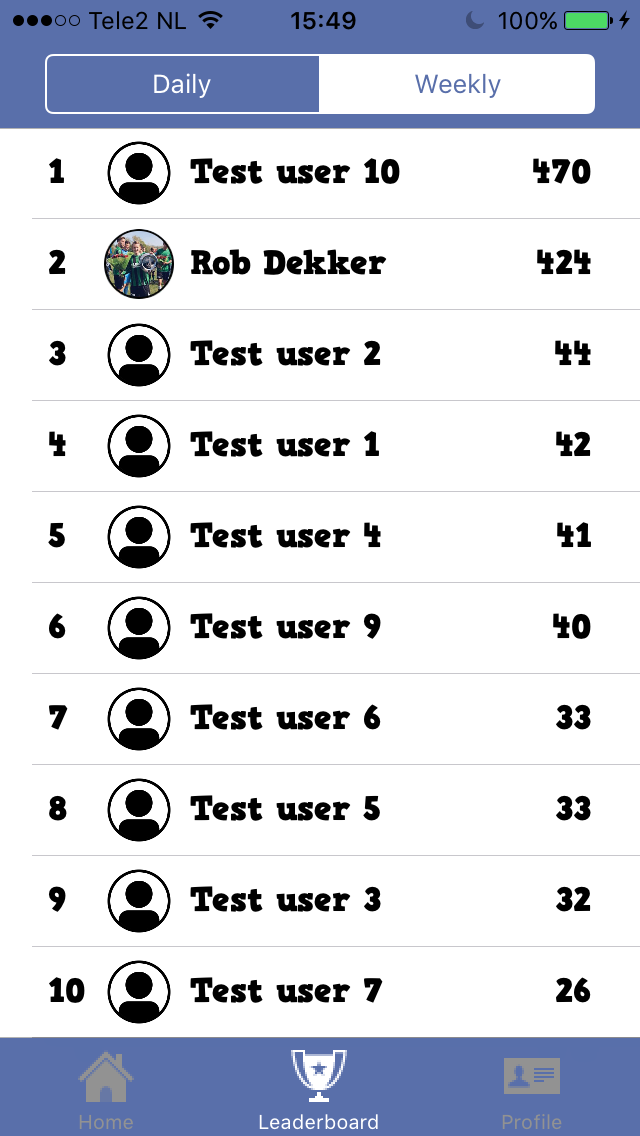 Tele2 NL 15:49 100%
Daily Weekly
1 Test user 10 470
2 Rob Dekker 424
3 Test user 2 44
4 Test user 1 42
5 Test user 4 41
6 Test user 9 40
7 Test user 6 33
8 Test user 5 33
9 Test user 3 32
10 Test user 7 26
Home Leaderboard Profile